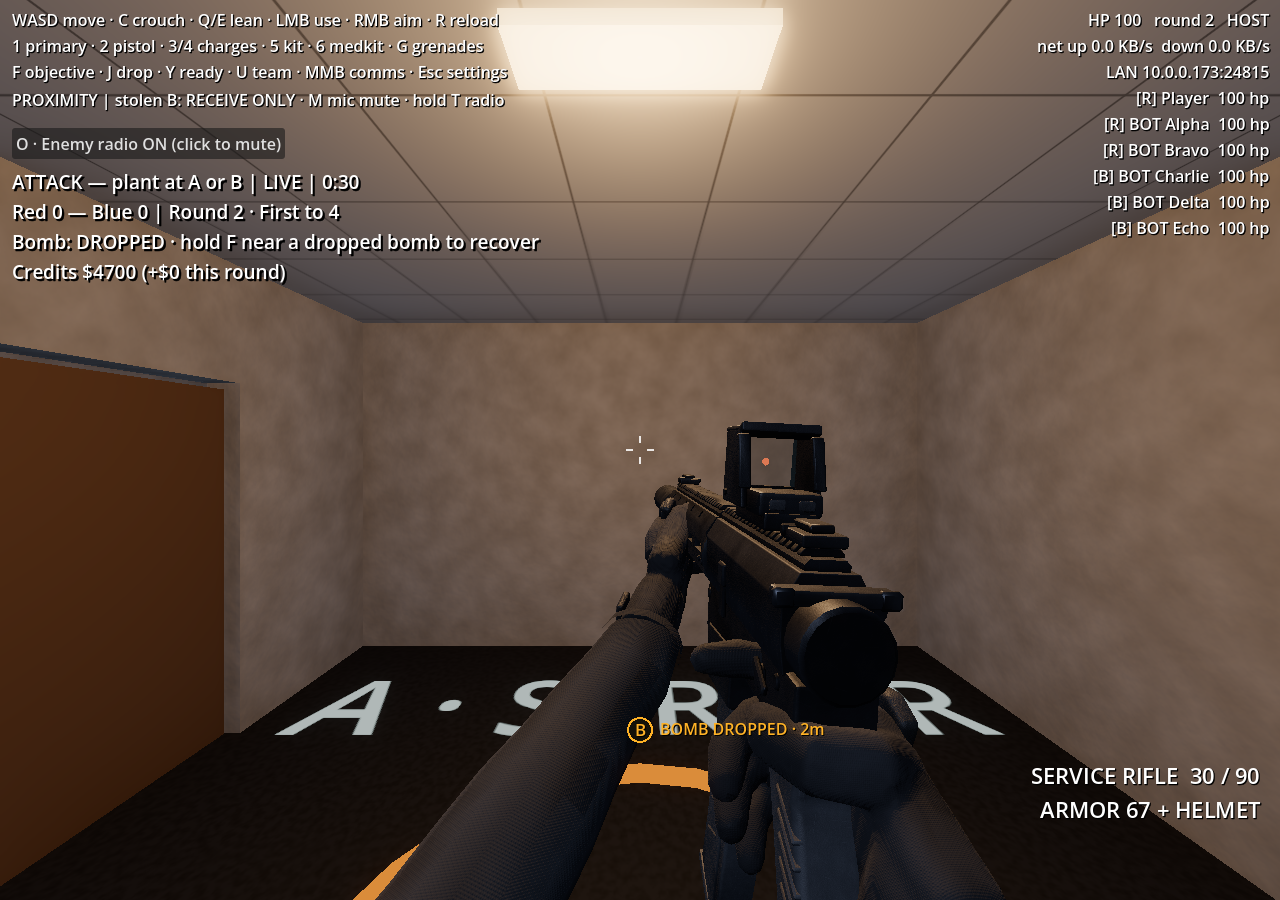 WASD move · C crouch · Q/E lean · LMB use · RMB aim · R reload
1 primary · 2 pistol · 3/4 charges · 5 kit · 6 medkit · G grenades
F objective · J drop · Y ready · U team · MMB comms · Esc settings
PROXIMITY | stolen B: RECEIVE ONLY · M mic mute · hold T radio
O · Enemy radio ON (click to mute)
ATTACK — plant at A or B | LIVE | 0:30
Red 0 — Blue 0 | Round 2 · First to 4
Bomb: DROPPED · hold F near a dropped bomb to recover
Credits $4700 (+$0 this round)
HP 100 round 2 HOST
net up 0.0 KB/s down 0.0 KB/s
LAN 10.0.0.173:24815
[R] Player 100 hp
[R] BOT Alpha 100 hp
[R] BOT Bravo 100 hp
[B] BOT Charlie 100 hp
[B] BOT Delta 100 hp
[B] BOT Echo 100 hp
B BOMB DROPPED · 2m
SERVICE RIFLE 30 / 90
ARMOR 67 + HELMET